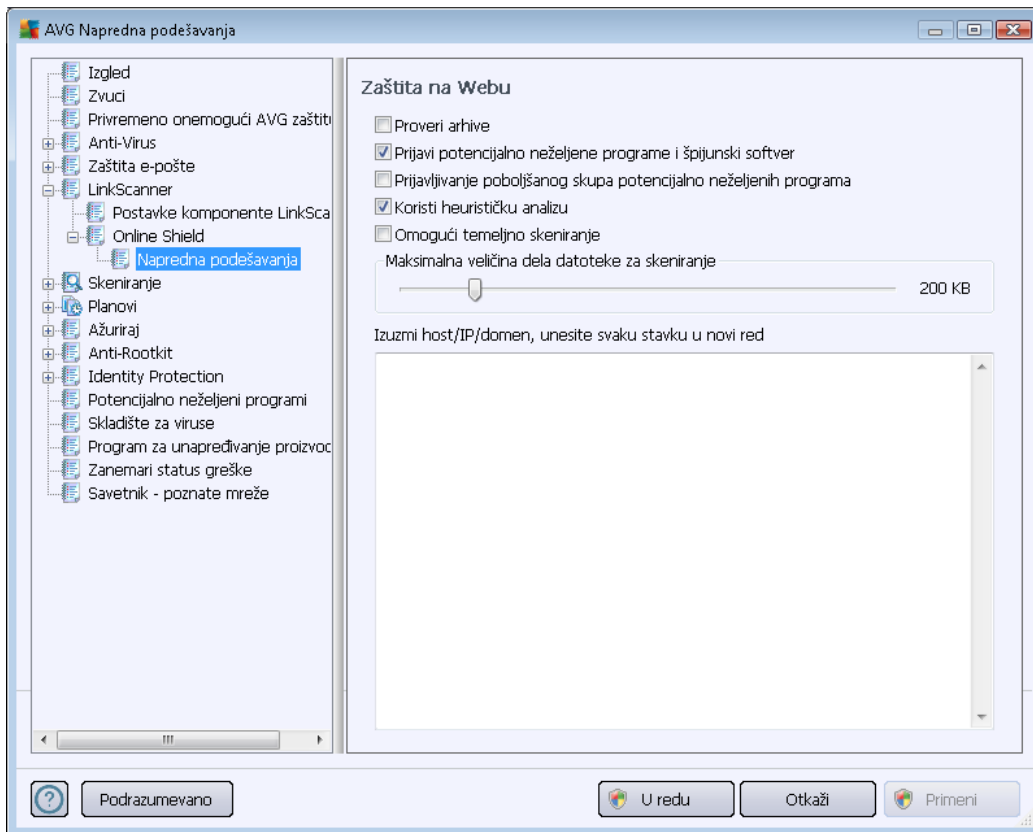 AVG Napredna podešavanja
Izgled
Zvuci
Privremeno onemogući AVG zaštitu
Anti-Virus
Zaštita e-pošte
LinkScanner
Postavke komponente LinkSca
Online Shield
Napredna podešavanja
Skeniranje
Planovi
Ažuriraj
Anti-Rootkit
Identity Protection
Potencijalno neželjeni programi
Skladište za viruse
Program za unapređivanje proizvod
Zanemari status greške
Savetnik - poznate mreže
Zaštita na Webu
Proveri arhive
Prijavi potencijalno neželjene programe i špijunski softver
Prijavljivanje poboljšanog skupa potencijalno neželjenih programa
Koristi heurističku analizu
Omogući temeljno skeniranje
Maksimalna veličina dela datoteke za skeniranje
200 KB
Izuzmi host/IP/domen, unesite svaku stavku u novi red
Podrazumevano
U redu
Otkaži
Primeni